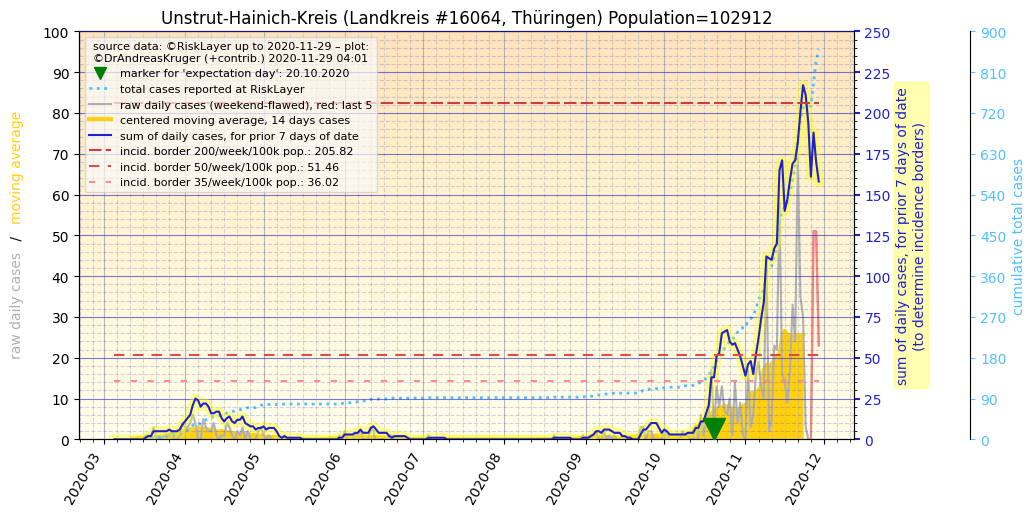 Unstrut-Hainich-Kreis (Landkreis #16064, Thüringen) Population=102912
source data: ©RiskLayer up to 2020-11-29 – plot:
©DrAndreasKruger (+contrib.) 2020-11-29 04:01
marker for 'expectation day': 20.10.2020
total cases reported at RiskLayer
raw daily cases (weekend-flawed), red: last 5
centered moving average, 14 days cases
sum of daily cases, for prior 7 days of date
incid. border 200/week/100k pop.: 205.82
incid. border 50/week/100k pop.: 51.46
incid. border 35/week/100k pop.: 36.02
raw daily cases / moving average
100
90
80
70
60
50
40
30
20
10
0
2020-03
2020-04
2020-05
2020-06
2020-07
2020-08
2020-09
2020-10
2020-11
2020-12
250
225
200
175
150
125
100
75
50
25
0
sum of daily cases, for prior 7 days of date
(to determine incidence borders)
900
810
720
630
540
450
360
270
180
90
0
cumulative total cases